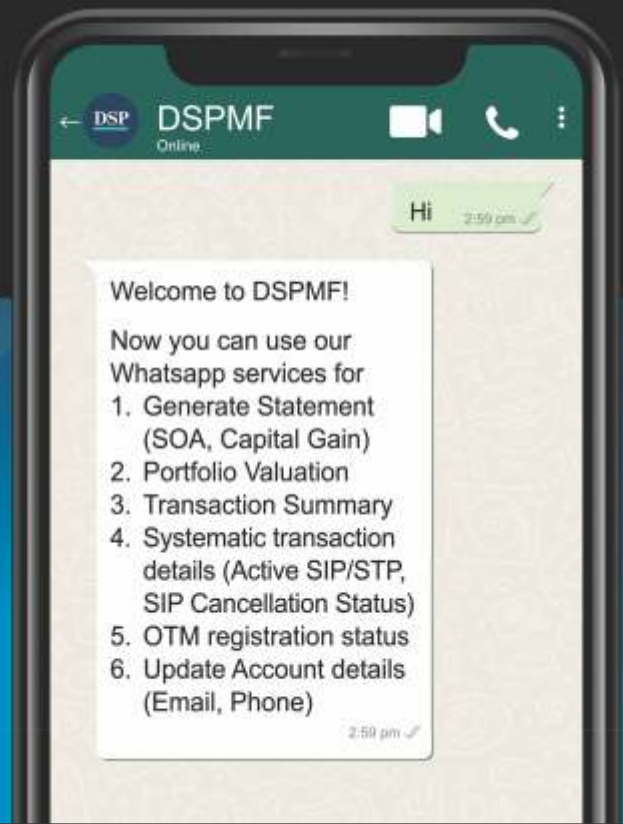 DSP
DSPMF
Online
Hi 2:59 pm
Welcome to DSPMF!
Now you can use our
Whatsapp services for
1. Generate Statement
(SOA, Capital Gain)
2. Portfolio Valuation
3. Transaction Summary
4. Systematic transaction
details (Active SIP/STP,
SIP Cancellation Status)
5. OTM registration status
6. Update Account details
(Email, Phone)
2:59 pm